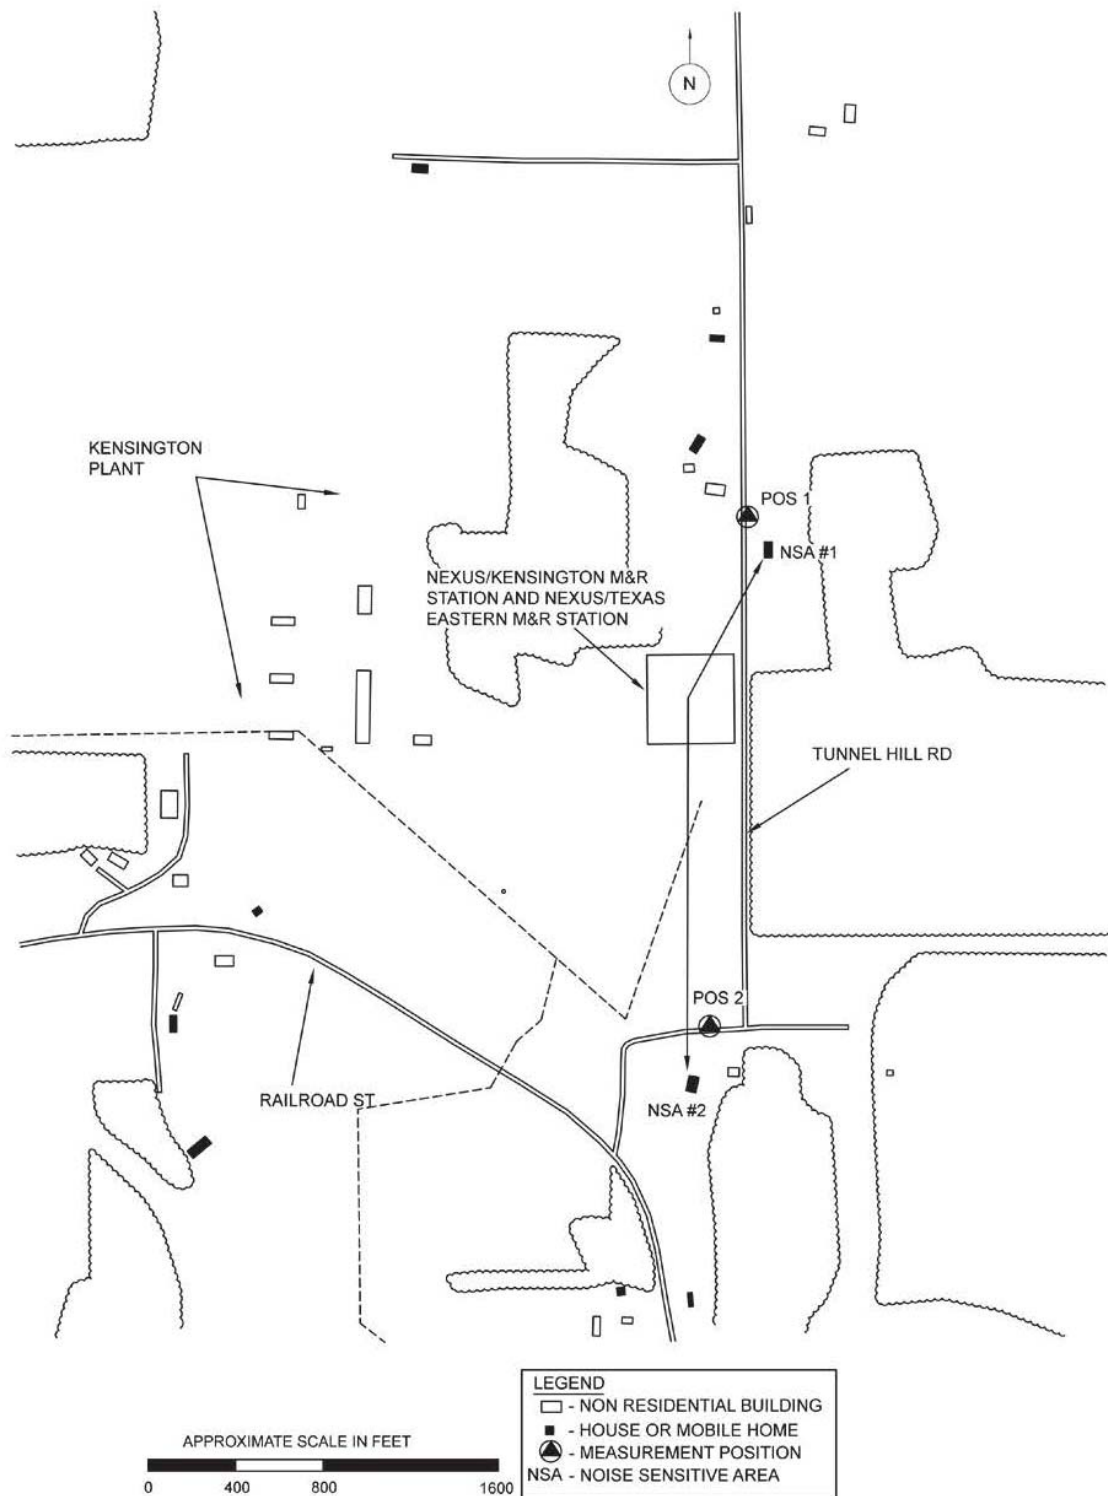 N
KENSINGTON
PLANT
POS 1
NSA #1
NEXUS/KENSINGTON M&R
STATION AND NEXUS/TEXAS
EASTERN M&R STATION
TUNNEL HILL RD
POS 2
RAILROAD ST
NSA #2
LEGEND
- NON RESIDENTIAL BUILDING
- HOUSE OR MOBILE HOME
- MEASUREMENT POSITION
NSA - NOISE SENSITIVE AREA
APPROXIMATE SCALE IN FEET
0 400 800 1600